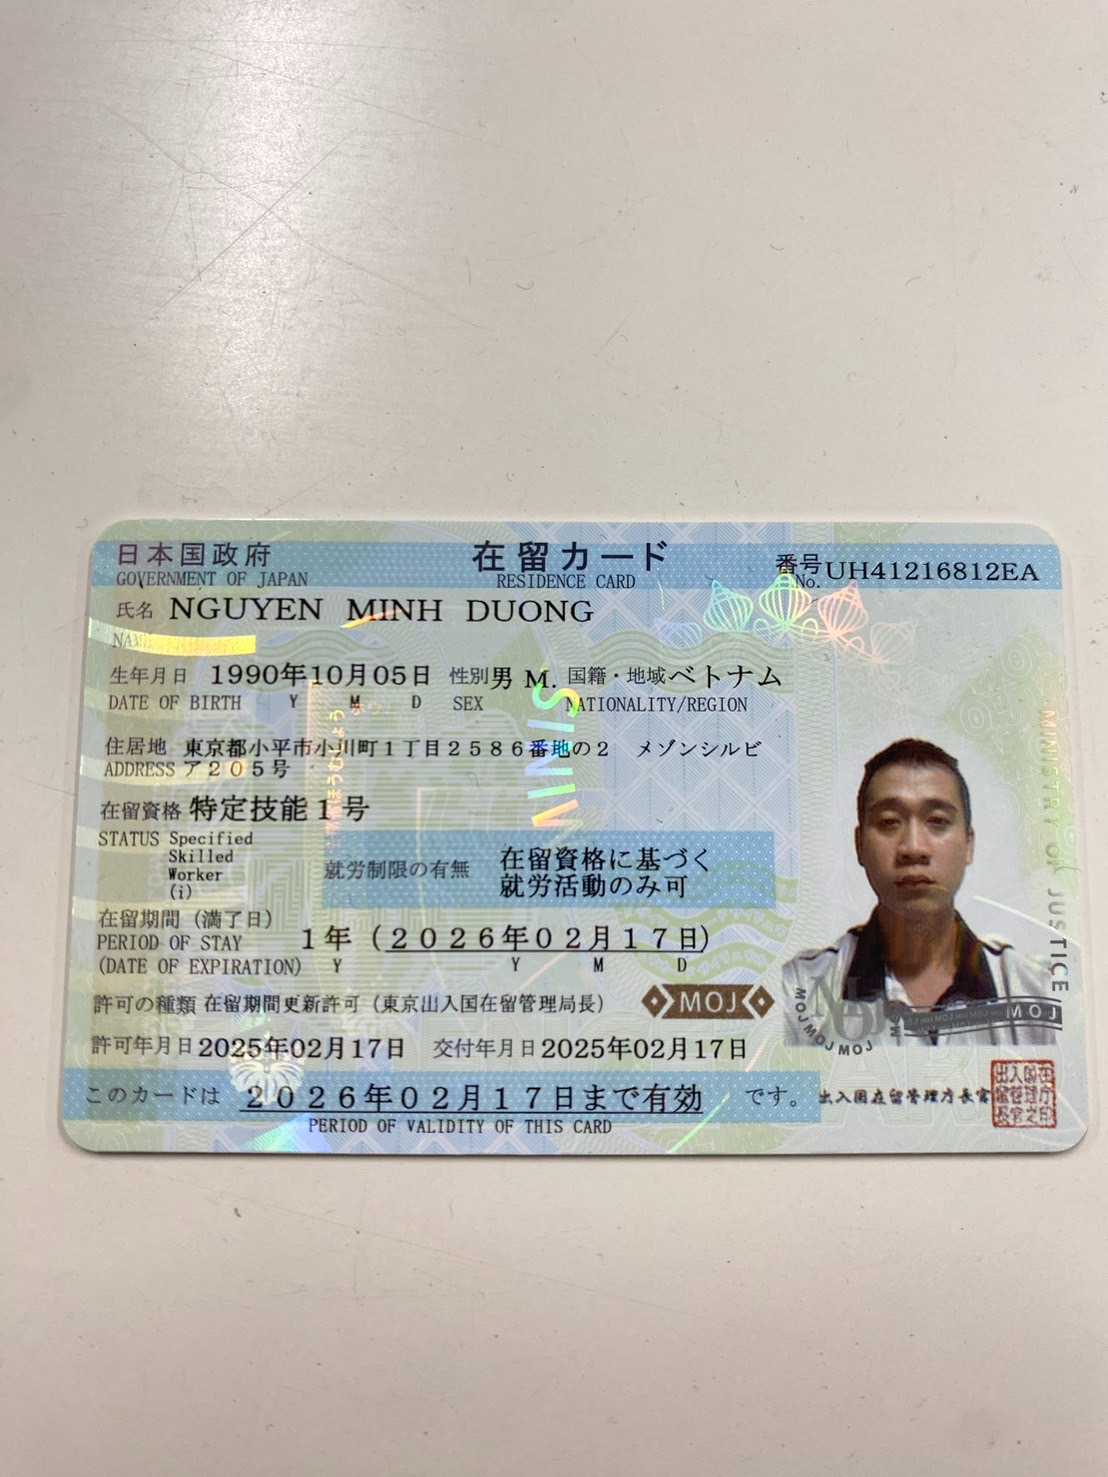 日本国政府
GOVERNMENT OF JAPAN
在留カード
RESIDENCE CARD
番号 No. UH41216812EA
氏名 NGUYEN MINH DUONG
NAME
生年月日 1990年10月05日 性別 男 M. 国籍・地域 ベトナム
DATE OF BIRTH Y M D SEX NATIONALITY/REGION
住居地 東京都小平市小川町1丁目2586番地の2 メゾンシルビ
ADDRESS ア205号
在留資格 特定技能1号
STATUS Specified
Skilled
Worker
(i)
就労制限の有無 在留資格に基づく
就労活動のみ可
在留期間(満了日)
PERIOD OF STAY 1年(2026年02月17日)
(DATE OF EXPIRATION) Y Y M D
許可の種類 在留期間更新許可(東京出入国在留管理局長)
MOJ
許可年月日 2025年02月17日 交付年月日 2025年02月17日
このカードは 2026年02月17日まで有効 です。
PERIOD OF VALIDITY OF THIS CARD
出入国在留管理庁長官
MINISTRY OF JUSTICE
MOJ MOJ MOJ